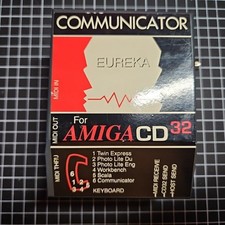 COMMUNICATOR
EUREKA
MIDI IN
MIDI OUT
MIDI THRU
For
AMIGA CD 32
1 Twin Express
2 Photo Lite Du
3 Photo Lite Eng
4 Workbench
5 Scala
6 Communicator
KEYBOARD
MIDI RECEIVE
CD32 SEND
HOST SEND